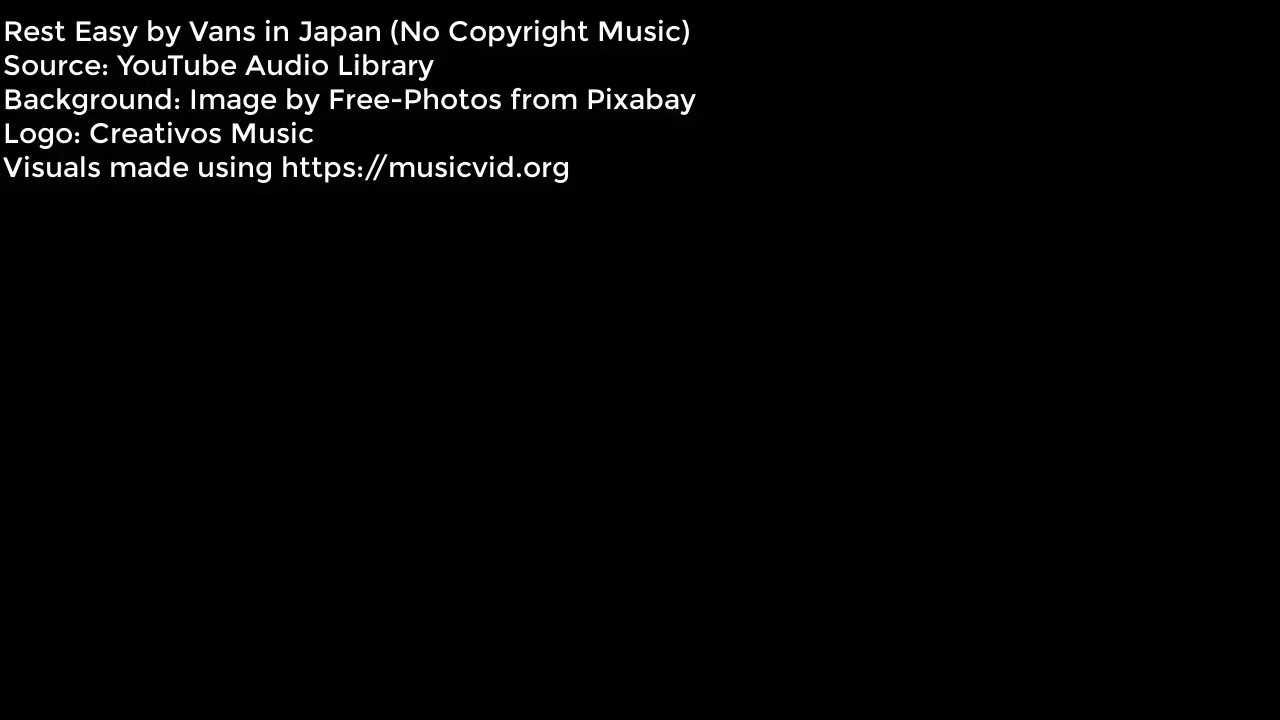 Rest Easy by Vans in Japan (No Copyright Music)
Source: YouTube Audio Library
Background: Image by Free-Photos from Pixabay
Logo: Creativos Music
Visuals made using https://musicvid.org